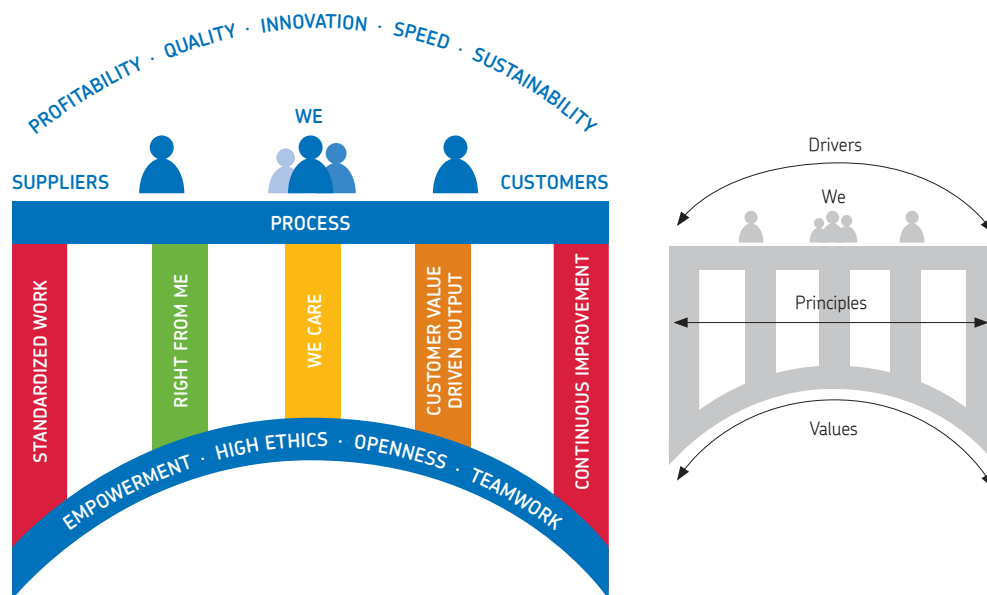 PROFITABILITY · QUALITY · INNOVATION · SPEED · SUSTAINABILITY
WE
SUPPLIERS
CUSTOMERS
PROCESS
STANDARDIZED WORK
RIGHT FROM ME
WE CARE
CUSTOMER VALUE
DRIVEN OUTPUT
CONTINUOUS IMPROVEMENT
EMPOWERMENT · HIGH ETHICS · OPENNESS · TEAMWORK
Drivers
We
Principles
Values